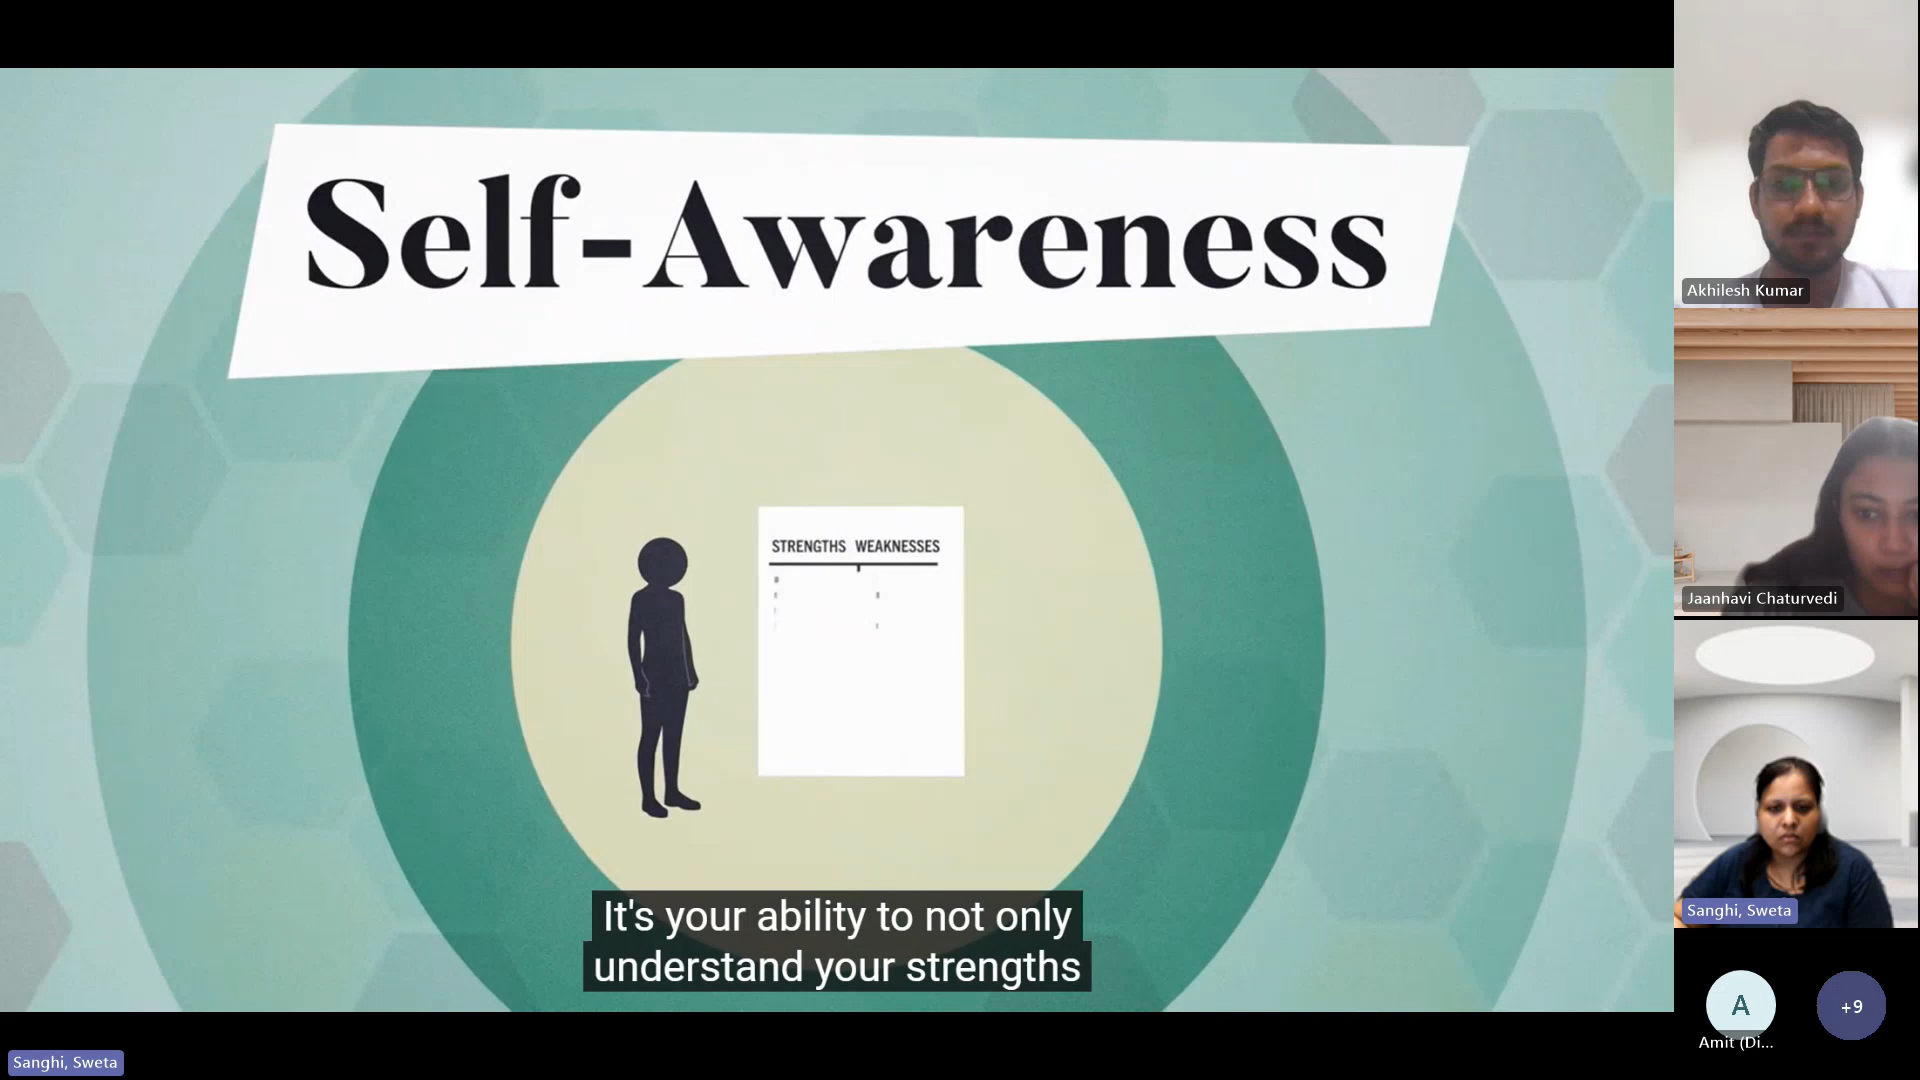 Self-Awareness
STRENGTHS WEAKNESSES
It's your ability to not only
understand your strengths
Akhilesh Kumar
Jaanhavi Chaturvedi
Sanghi, Sweta
A
+9
Amit (Di...
Sanghi, Sweta